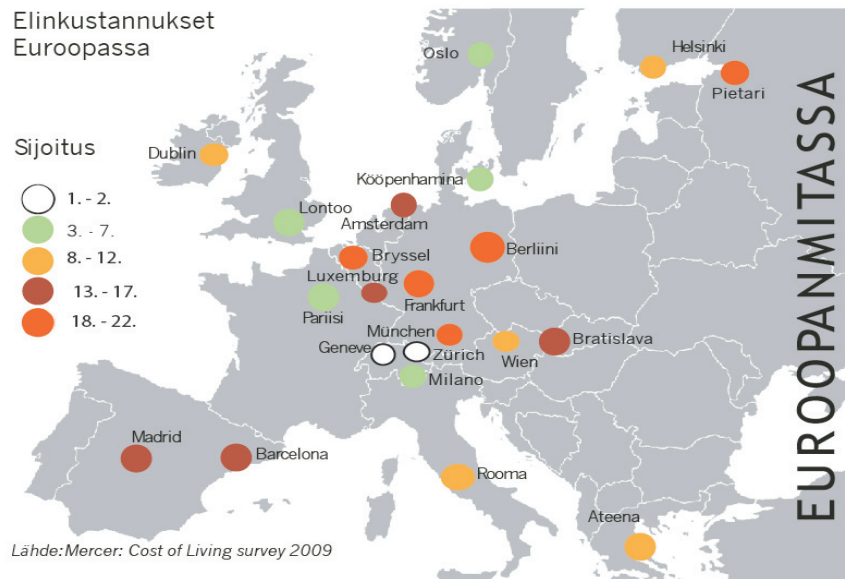 Elinkustannukset
Euroopassa
Sijoitus
1. - 2.
3. - 7.
8. - 12.
13. - 17.
18. - 22.
Oslo
Helsinki
Pietari
Dublin
Kööpenhamina
Lontoo
Amsterdam
Berliini
Bryssel
Luxemburg
Frankfurt
Pariisi
München
Geneve
Zürich
Wien
Bratislava
Milano
Madrid
Barcelona
Rooma
Ateena
EUROOPANMITASSA
Lähde: Mercer: Cost of Living survey 2009